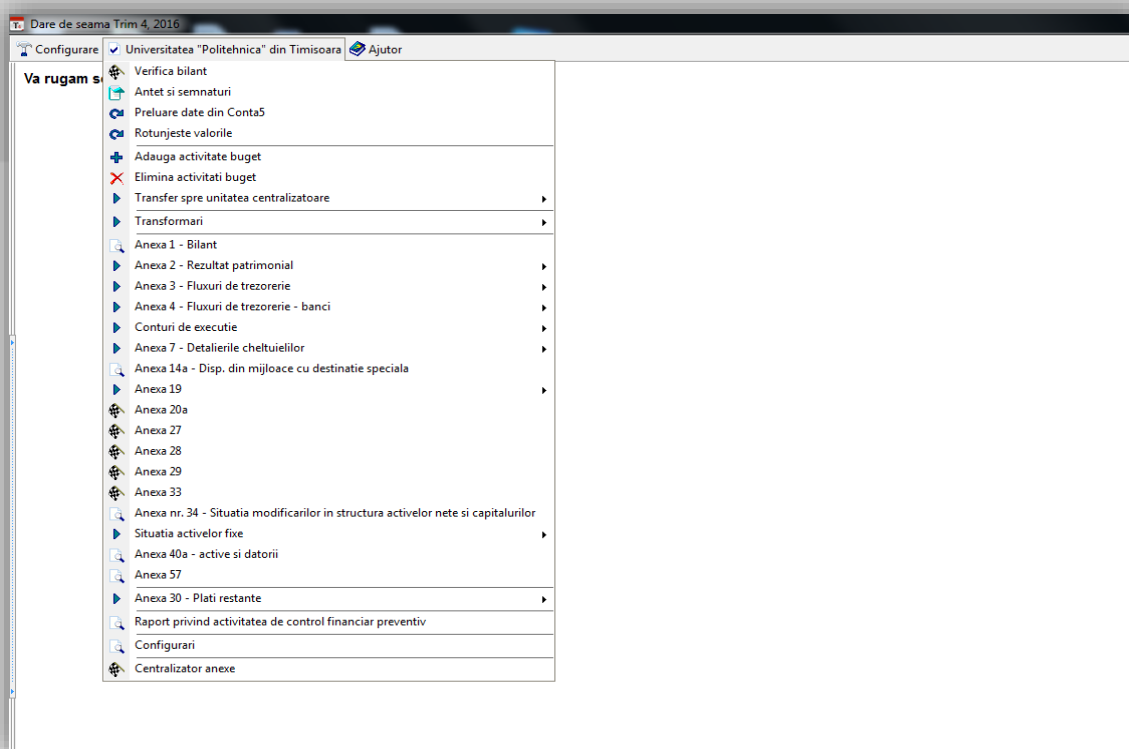 Dare de seama Trim 4, 2016
Configurare Universitatea "Politehnica" din Timisoara Ajutor
Va rugam
Verifica bilant
Antet si semnaturi
Preluare date din Conta5
Rotunjeste valorile
Adauga activitate buget
Elimina activitati buget
Transfer spre unitatea centralizatoare
Transformari
Anexa 1 - Bilant
Anexa 2 - Rezultat patrimonial
Anexa 3 - Fluxuri de trezorerie
Anexa 4 - Fluxuri de trezorerie - banci
Conturi de executie
Anexa 7 - Detalierile cheltuielilor
Anexa 14a - Disp. din mijloace cu destinatie speciala
Anexa 19
Anexa 20a
Anexa 27
Anexa 28
Anexa 29
Anexa 33
Anexa nr. 34 - Situatia modificarilor in structura activelor nete si capitalurilor
Situatia activelor fixe
Anexa 40a - active si datorii
Anexa 57
Anexa 30 - Plati restante
Raport privind activitatea de control financiar preventiv
Configurari
Centralizator anexe